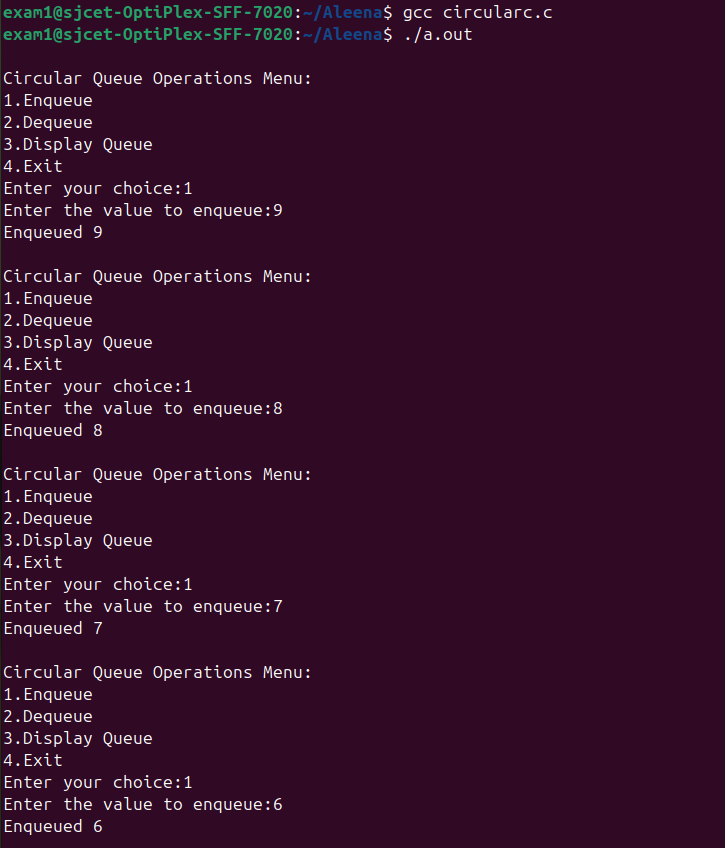 exam1@sjcet-OptiPlex-SFF-7020:~/Aleena$ gcc circularc.c
exam1@sjcet-OptiPlex-SFF-7020:~/Aleena$ ./a.out

Circular Queue Operations Menu:
1.Enqueue
2.Dequeue
3.Display Queue
4.Exit
Enter your choice:1
Enter the value to enqueue:9
Enqueued 9

Circular Queue Operations Menu:
1.Enqueue
2.Dequeue
3.Display Queue
4.Exit
Enter your choice:1
Enter the value to enqueue:8
Enqueued 8

Circular Queue Operations Menu:
1.Enqueue
2.Dequeue
3.Display Queue
4.Exit
Enter your choice:1
Enter the value to enqueue:7
Enqueued 7

Circular Queue Operations Menu:
1.Enqueue
2.Dequeue
3.Display Queue
4.Exit
Enter your choice:1
Enter the value to enqueue:6
Enqueued 6